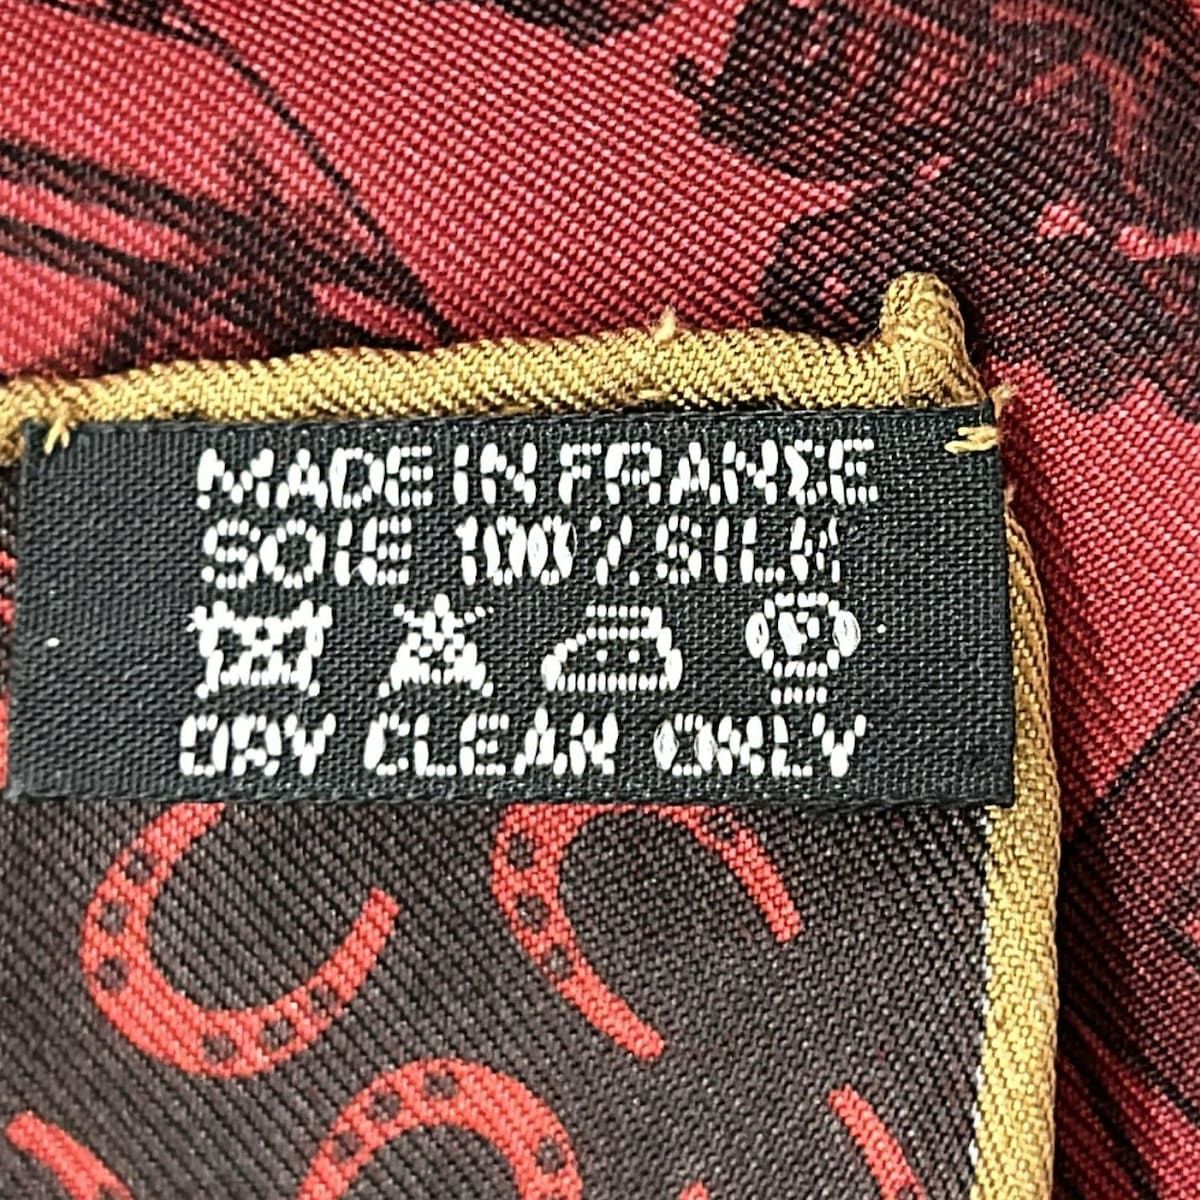 MADE IN FRANCE
SOIE 100% SILK
P
DRY CLEAN ONLY